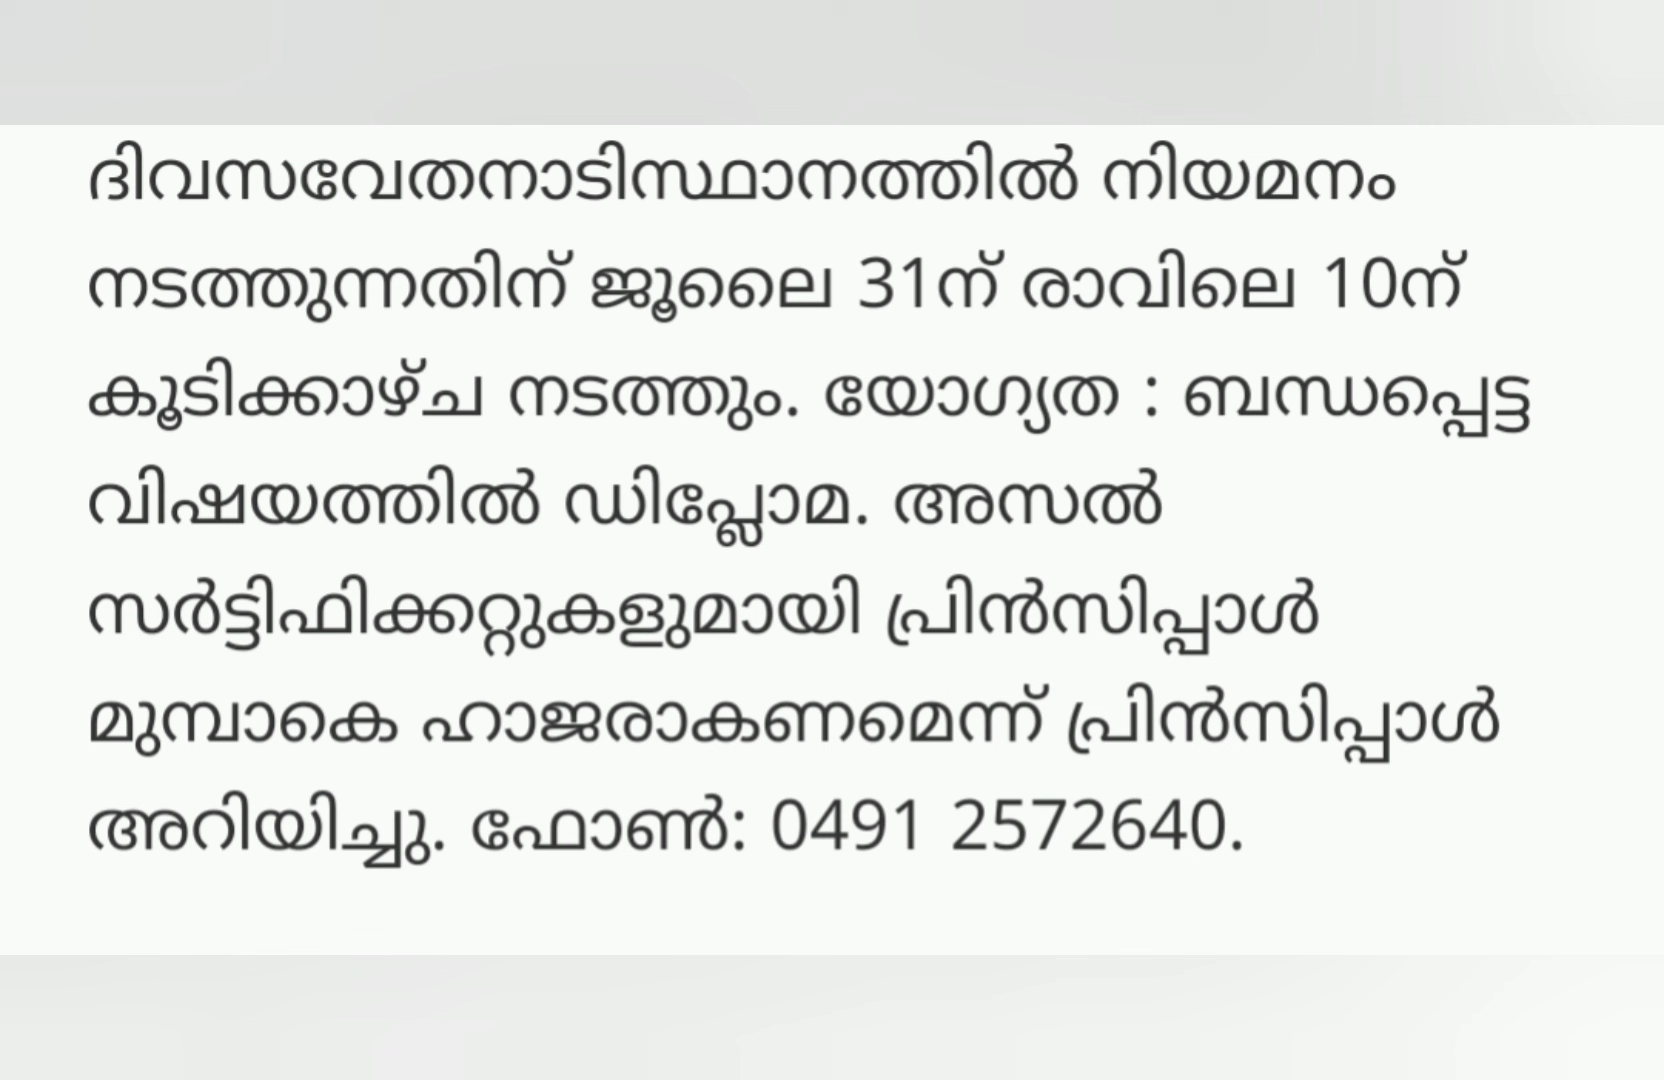 ദിവസവേതനാടിസ്ഥാനത്തിൽ നിയമനം
നടത്തുന്നതിന് ജൂലൈ 31ന് രാവിലെ 10ന്
കൂടിക്കാഴ്ച നടത്തും. യോഗ്യത : ബന്ധപ്പെട്ട
വിഷയത്തിൽ ഡിപ്ലോമ. അസൽ
സർട്ടിഫിക്കറ്റുകളുമായി പ്രിൻസിപ്പാൾ
മുമ്പാകെ ഹാജരാകണമെന്ന് പ്രിൻസിപ്പാൾ
അറിയിച്ചു. ഫോൺ: 0491 2572640.